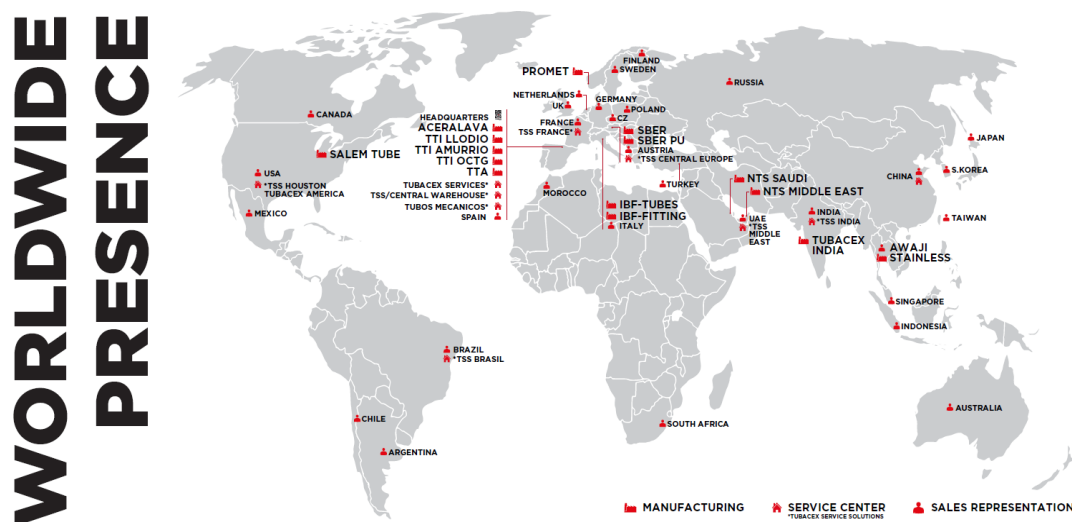 WORLDWIDE
PRESENCE
FINLAND
SWEDEN
PROMET
RUSSIA
NETHERLANDS
GERMANY
UK
POLAND
CANADA
HEADQUARTERS
ACERALAVA
TTI LLODIO
TTI AMURRIO
TTI OCTG
TTA
TUBACEX SERVICES*
TSS/CENTRAL WAREHOUSE*
TUBOS MECANICOS*
SPAIN
FRANCE
TSS FRANCE*
CZ
SBER
SBER PU
AUSTRIA
*TSS CENTRAL EUROPE
JAPAN
SALEM TUBE
USA
*TSS HOUSTON
TUBACEX AMERICA
MEXICO
MOROCCO
TURKEY
NTS SAUDI
NTS MIDDLE EAST
CHINA
S.KOREA
IBF-TUBES
IBF-FITTING
ITALY
UAE
*TSS
MIDDLE
EAST
INDIA
*TSS INDIA
TUBACEX
INDIA
TAIWAN
AWAJI
STAINLESS
SINGAPORE
INDONESIA
BRAZIL
*TSS BRASIL
CHILE
ARGENTINA
SOUTH AFRICA
AUSTRALIA
MANUFACTURING
SERVICE CENTER
*TUBACEX SERVICE SOLUTIONS
SALES REPRESENTATION